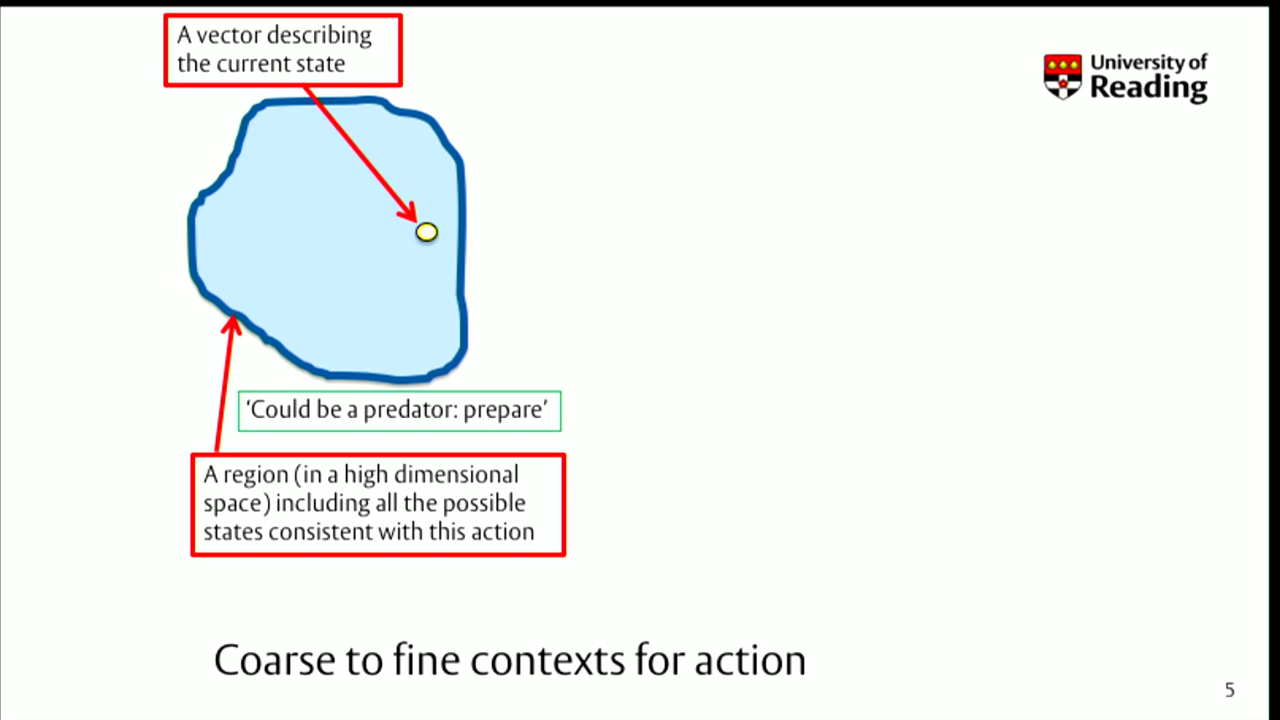 A vector describing
the current state
University of
Reading
‘Could be a predator: prepare’
A region (in a high dimensional
space) including all the possible
states consistent with this action
Coarse to fine contexts for action
5